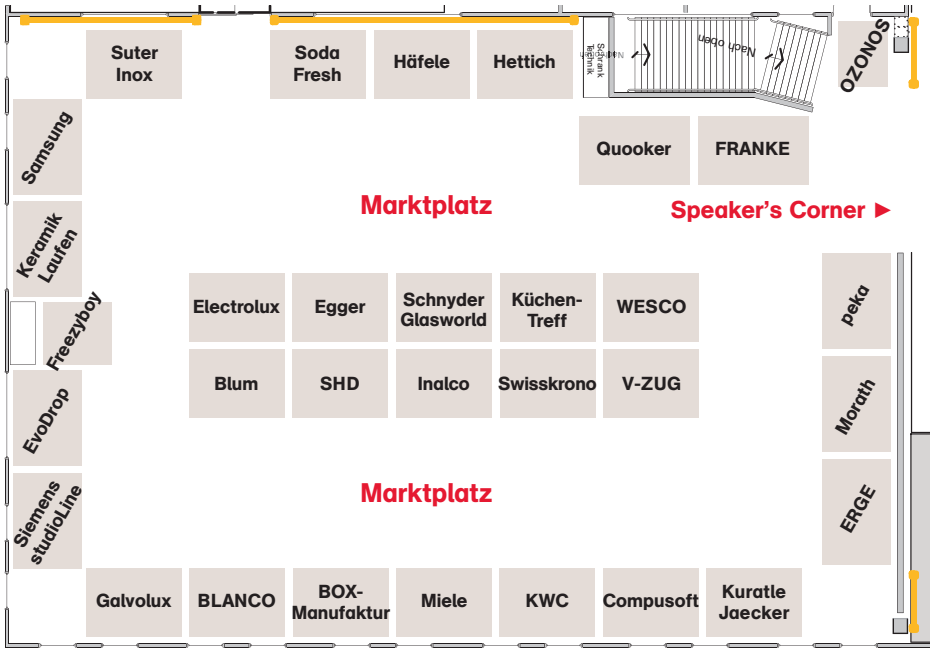 Suter
Inox
Soda
Fresh
Häfele
Hettich
Schrank
Technik
Nach oben
OZONOS
Samsung
Quooker
FRANKE
Marktplatz
Speaker's Corner ►
Keramik
Laufen
Freezyboy
Electrolux
Egger
Schnyder
Glasworld
Küchen-
Treff
WESCO
peka
Blum
SHD
Inalco
Swisskrono
V-ZUG
EvoDrop
Morath
Marktplatz
Siemens
studioLine
ERGE
Galvolux
BLANCO
BOX-
Manufaktur
Miele
KWC
Compusoft
Kuratle
Jaecker